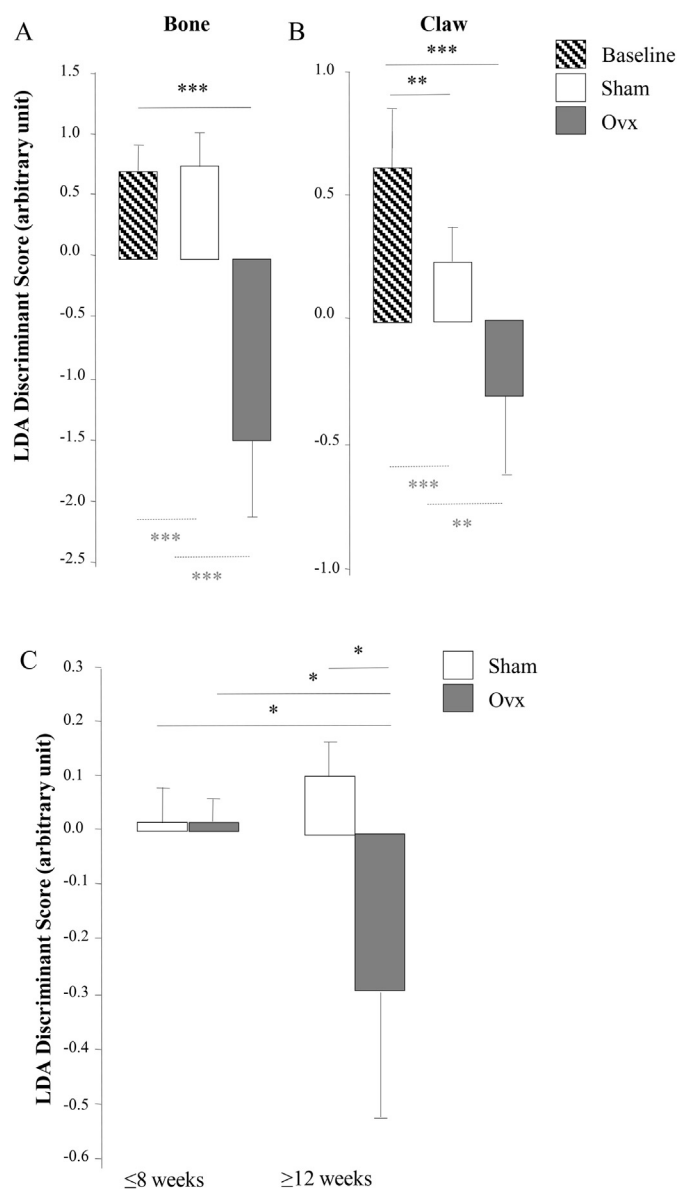 A
Bone
B
Claw
Baseline
Sham
Ovx
LDA Discriminant Score (arbitrary unit)
1.5
1.0
0.5
0.0
-0.5
-1.0
-1.5
-2.0
-2.5
***
***
***
1.0
0.5
0.0
-0.5
-1.0
***
**
***
**
C
Sham
Ovx
LDA Discriminant Score (arbitrary unit)
0.3
0.2
0.1
0.0
-0.1
-0.2
-0.3
-0.4
-0.5
-0.6
*
*
*
≤8 weeks
≥12 weeks